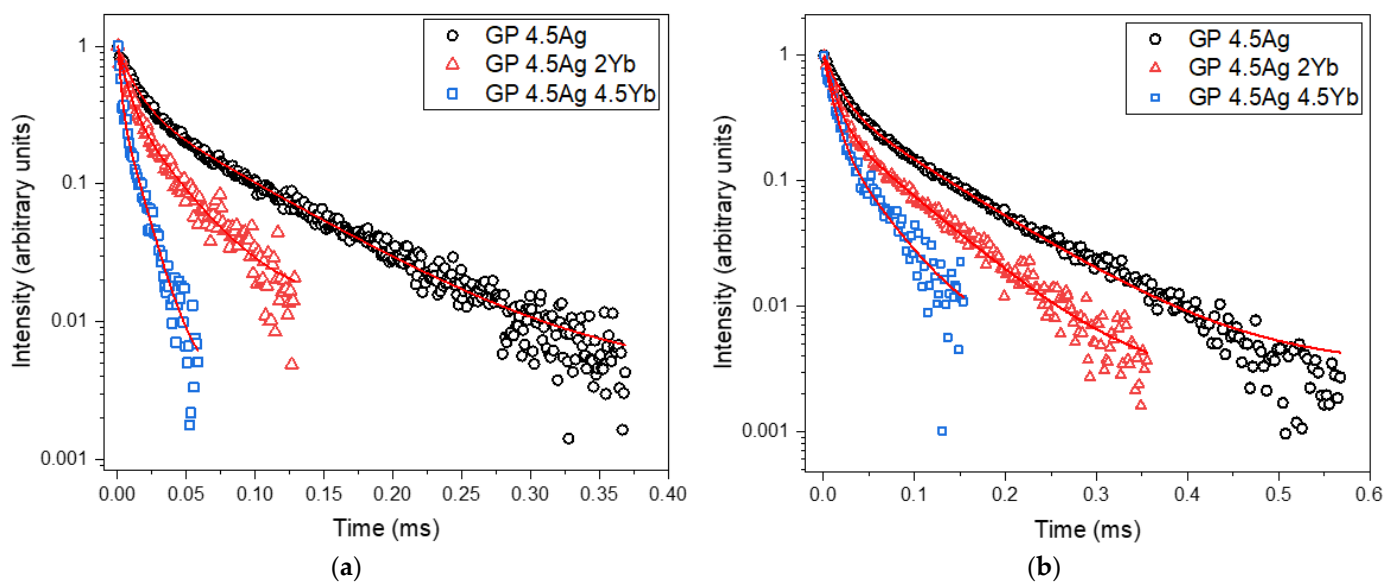 GP 4.5Ag
GP 4.5Ag 2Yb
GP 4.5Ag 4.5Yb
1
0.1
0.01
0.001
Intensity (arbitrary units)
0.00 0.05 0.10 0.15 0.20 0.25 0.30 0.35 0.40
Time (ms)
(a)
GP 4.5Ag
GP 4.5Ag 2Yb
GP 4.5Ag 4.5Yb
1
0.1
0.01
0.001
Intensity (arbitrary units)
0.0 0.1 0.2 0.3 0.4 0.5 0.6
Time (ms)
(b)